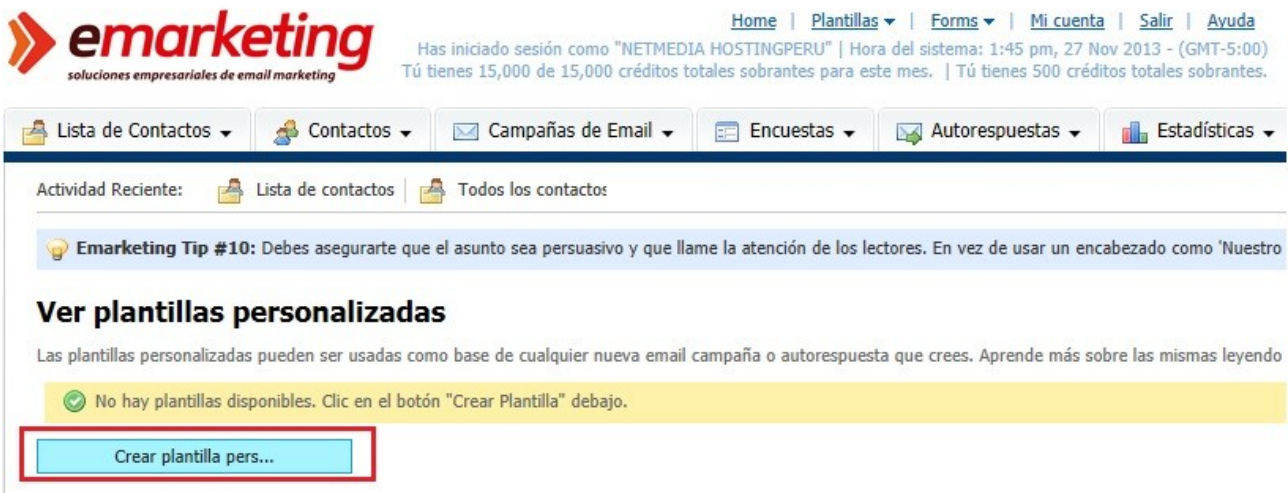 emarketing
soluciones empresariales de email marketing
Home | Plantillas | Forms | Mi cuenta | Salir | Ayuda
Has iniciado sesión como "NETMEDIA HOSTINGPERU" | Hora del sistema: 1:45 pm, 27 Nov 2013 - (GMT-5:00)
Tú tienes 15,000 de 15,000 créditos totales sobrantes para este mes. | Tú tienes 500 créditos totales sobrantes.
Lista de Contactos Contactos Campañas de Email Encuestas Autorespuestas Estadísticas
Actividad Reciente: Lista de contactos Todos los contactos
Emarketing Tip #10: Debes asegurarte que el asunto sea persuasivo y que llame la atención de los lectores. En vez de usar un encabezado como 'Nuestro
Ver plantillas personalizadas
Las plantillas personalizadas pueden ser usadas como base de cualquier nueva email campaña o autorespuesta que crees. Aprende más sobre las mismas leyendo
No hay plantillas disponibles. Clic en el botón "Crear Plantilla" debajo.
Crear plantilla pers...